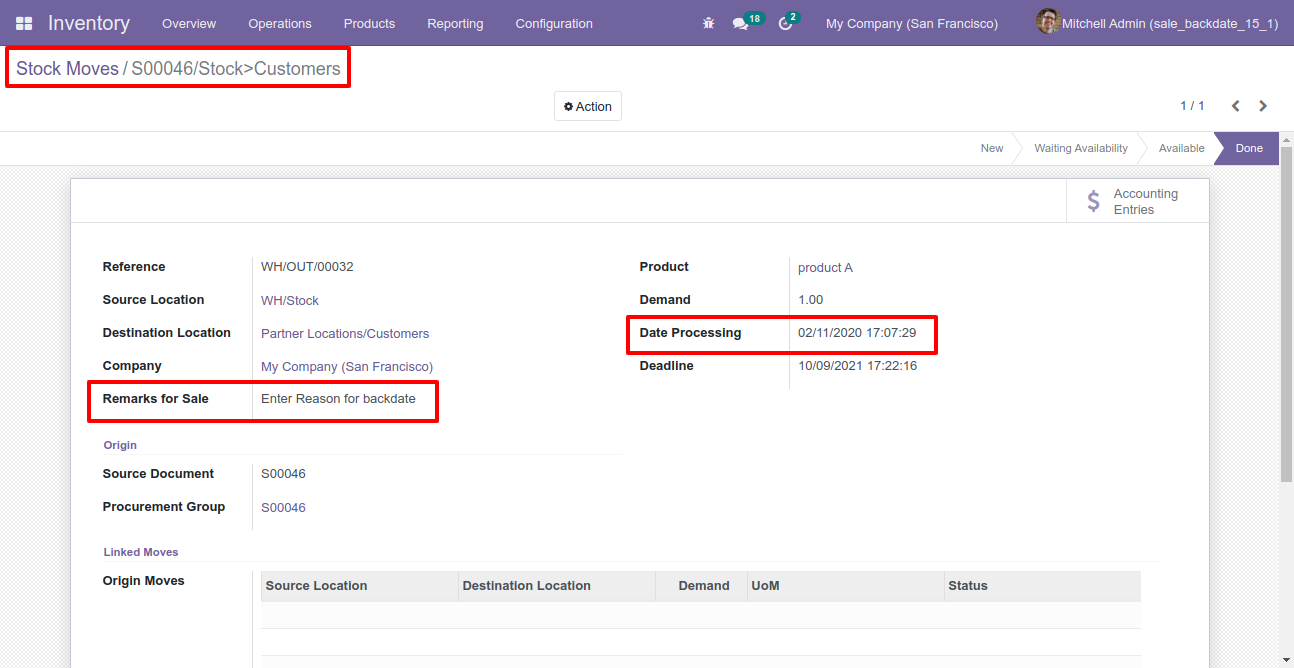 Inventory Overview Operations Products Reporting Configuration 18 2 My Company (San Francisco) Mitchell Admin (sale_backdate_15_1)
Stock Moves / S00046/Stock>Customers
Action 1 / 1
New Waiting Availability Available Done
$ Accounting
Entries
Reference WH/OUT/00032 Product product A
Source Location WH/Stock Demand 1.00
Destination Location Partner Locations/Customers Date Processing 02/11/2020 17:07:29
Company My Company (San Francisco) Deadline 10/09/2021 17:22:16
Remarks for Sale Enter Reason for backdate
Origin
Source Document S00046
Procurement Group S00046
Linked Moves
Origin Moves Source Location Destination Location Demand UoM Status